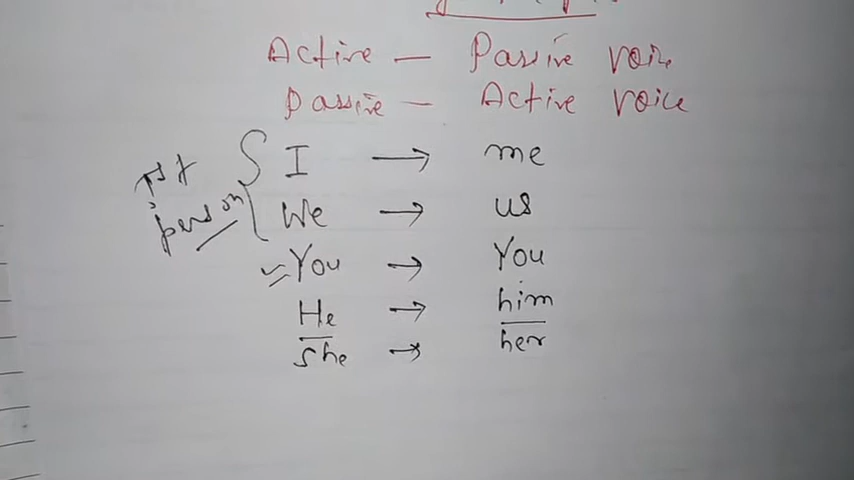 Active — Passive voice
Passive — Active voice
1st person
I → me
We → us
You → You
He → him
she → her